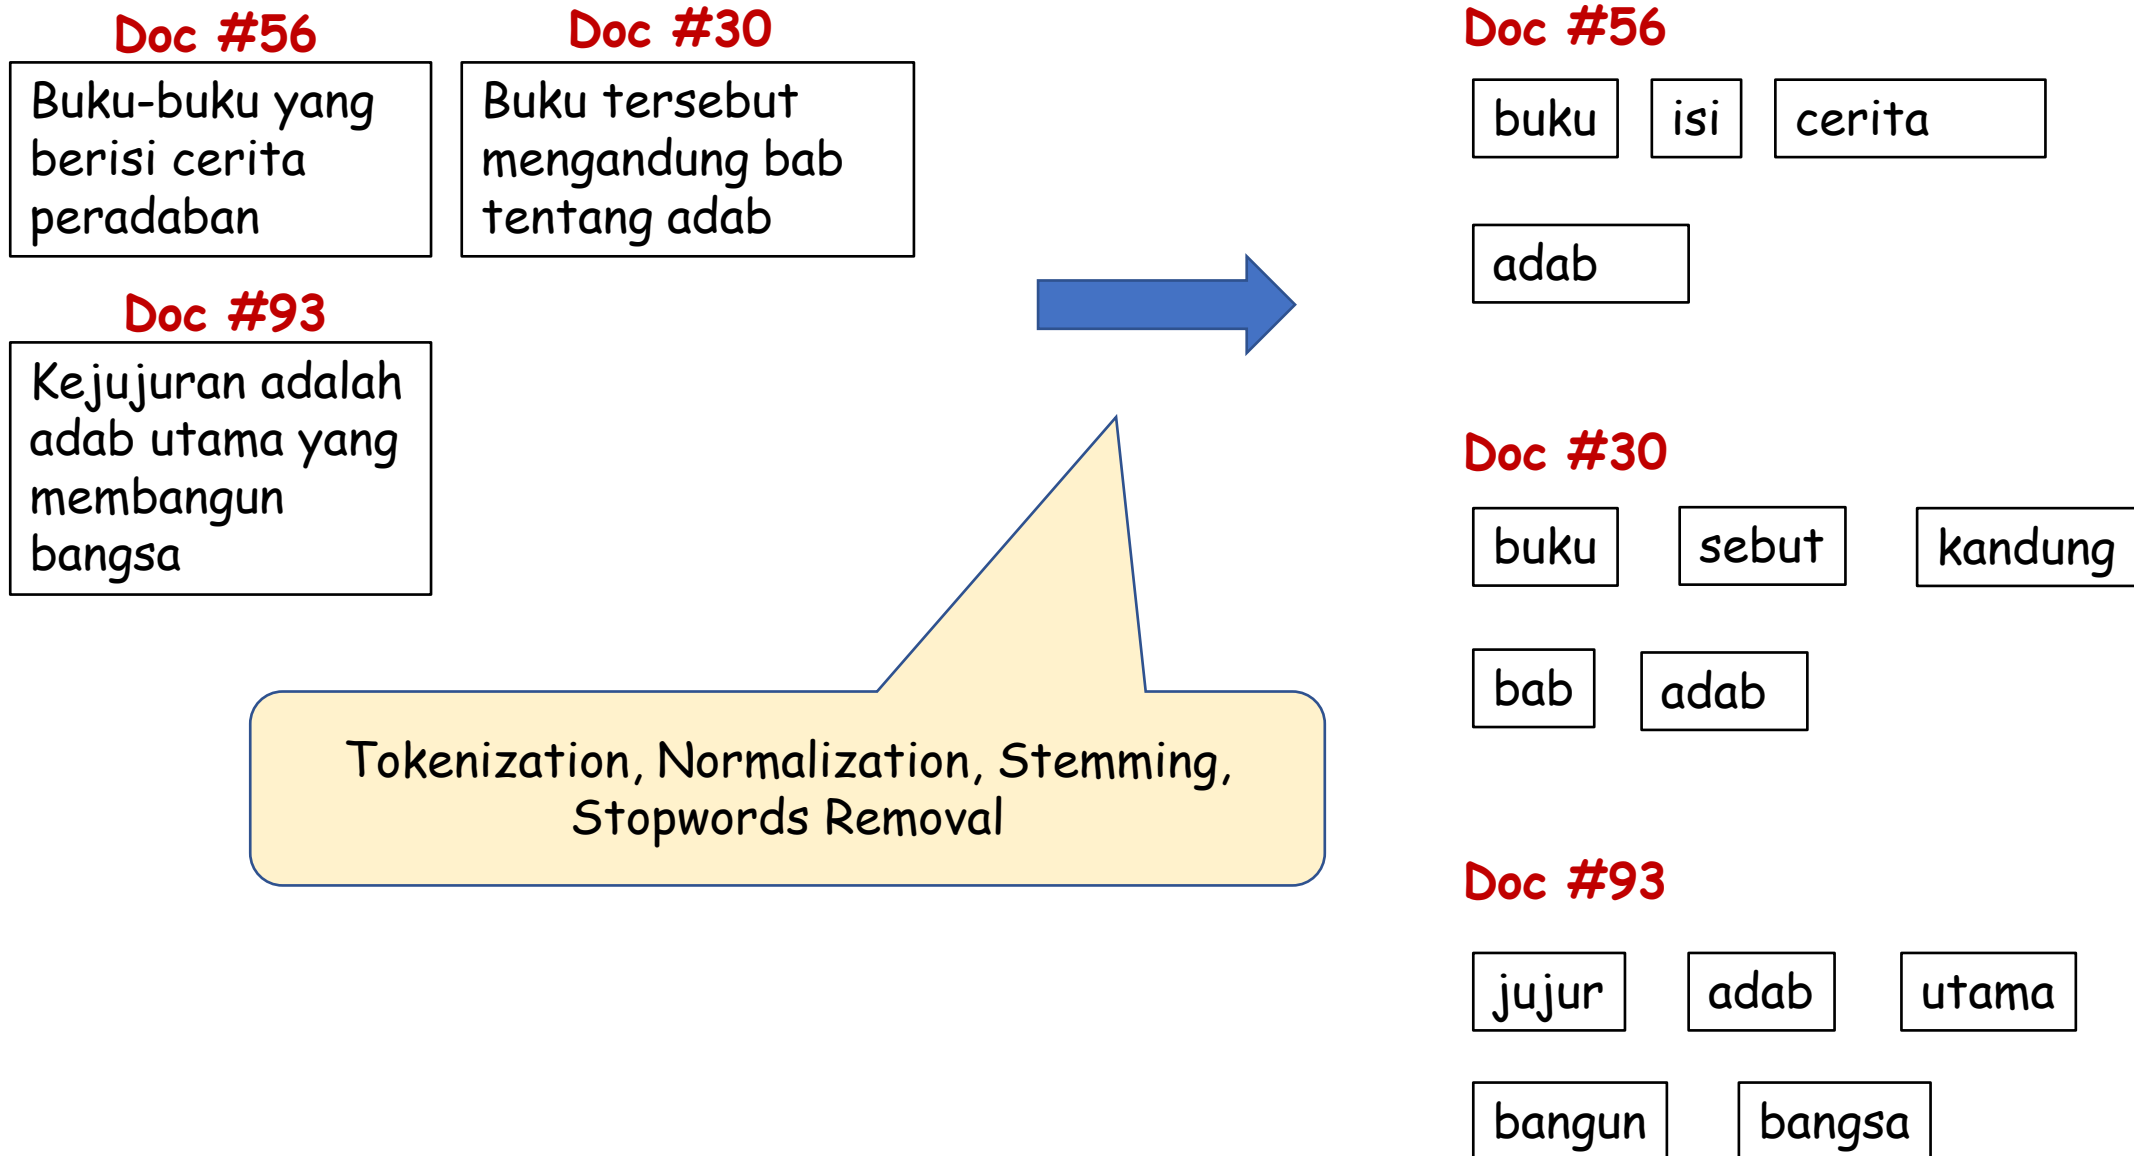 Doc #56
Buku-buku yang
berisi cerita
peradaban
Doc #30
Buku tersebut
mengandung bab
tentang adab
Doc #93
Kejujuran adalah
adab utama yang
membangun
bangsa
Tokenization, Normalization, Stemming,
Stopwords Removal
Doc #56
buku isi cerita
adab
Doc #30
buku sebut kandung
bab adab
Doc #93
jujur adab utama
bangun bangsa